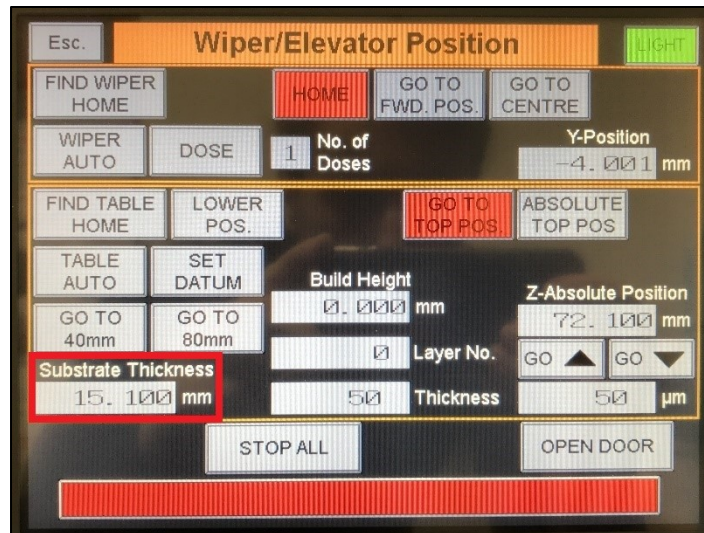 Esc.
Wiper/Elevator Position
LIGHT
FIND WIPER
HOME
HOME
GO TO
FWD. POS.
GO TO
CENTRE
WIPER
AUTO
DOSE
1
No. of
Doses
Y-Position
-4.001 mm
FIND TABLE
HOME
LOWER
POS.
GO TO
TOP POS.
ABSOLUTE
TOP POS
TABLE
AUTO
SET
DATUM
Build Height
0.000 mm
Z-Absolute Position
72.100 mm
GO TO
40mm
GO TO
80mm
0 Layer No.
GO ▲
GO ▼
Substrate Thickness
15.100 mm
50 Thickness
50 µm
STOP ALL
OPEN DOOR